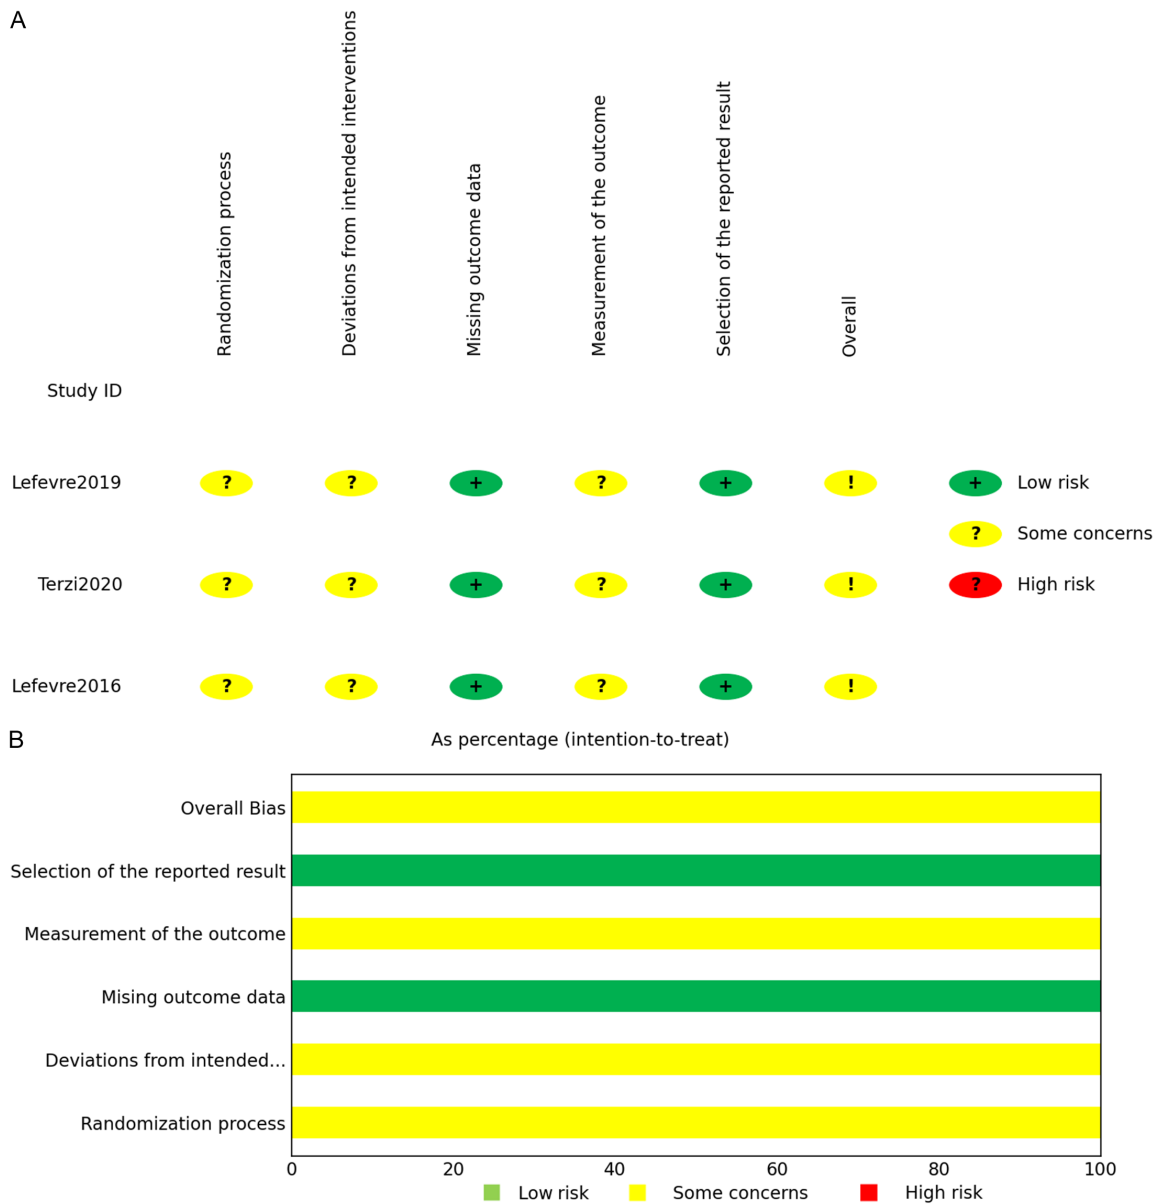 A
Randomization process
Deviations from intended interventions
Missing outcome data
Measurement of the outcome
Selection of the reported result
Overall
Study ID
Lefevre2019 ? ? + ? + ! + Low risk
? Some concerns
Terzi2020 ? ? + ? + ! ? High risk
Lefevre2016 ? ? + ? + !
B
As percentage (intention-to-treat)
Overall Bias
Selection of the reported result
Measurement of the outcome
Mising outcome data
Deviations from intended...
Randomization process
0 20 40 60 80 100
Low risk Some concerns High risk